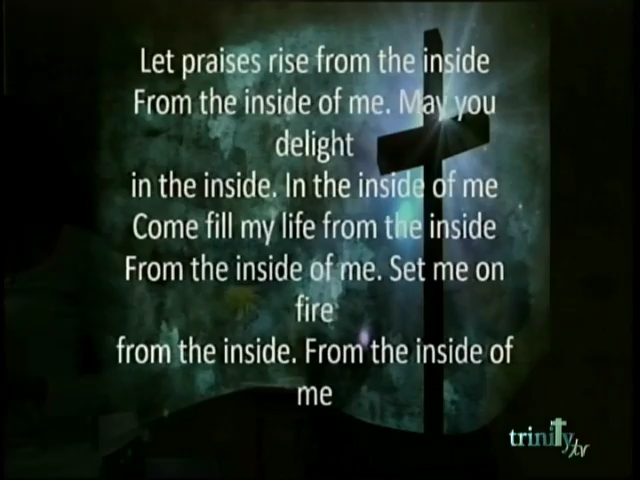 Let praises rise from the inside
From the inside of me. May you
delight
in the inside. In the inside of me
Come fill my life from the inside
From the inside of me. Set me on
fire
from the inside. From the inside of
me
trinity tv